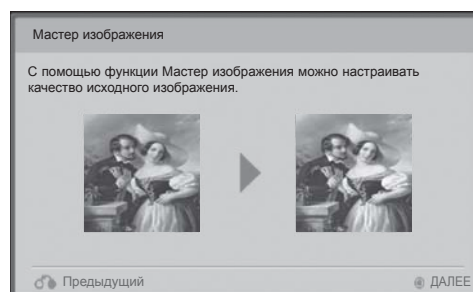 Мастер изображения
С помощью функции Мастер изображения можно настраивать
качество исходного изображения.
Предыдущий
ДАЛЕЕ